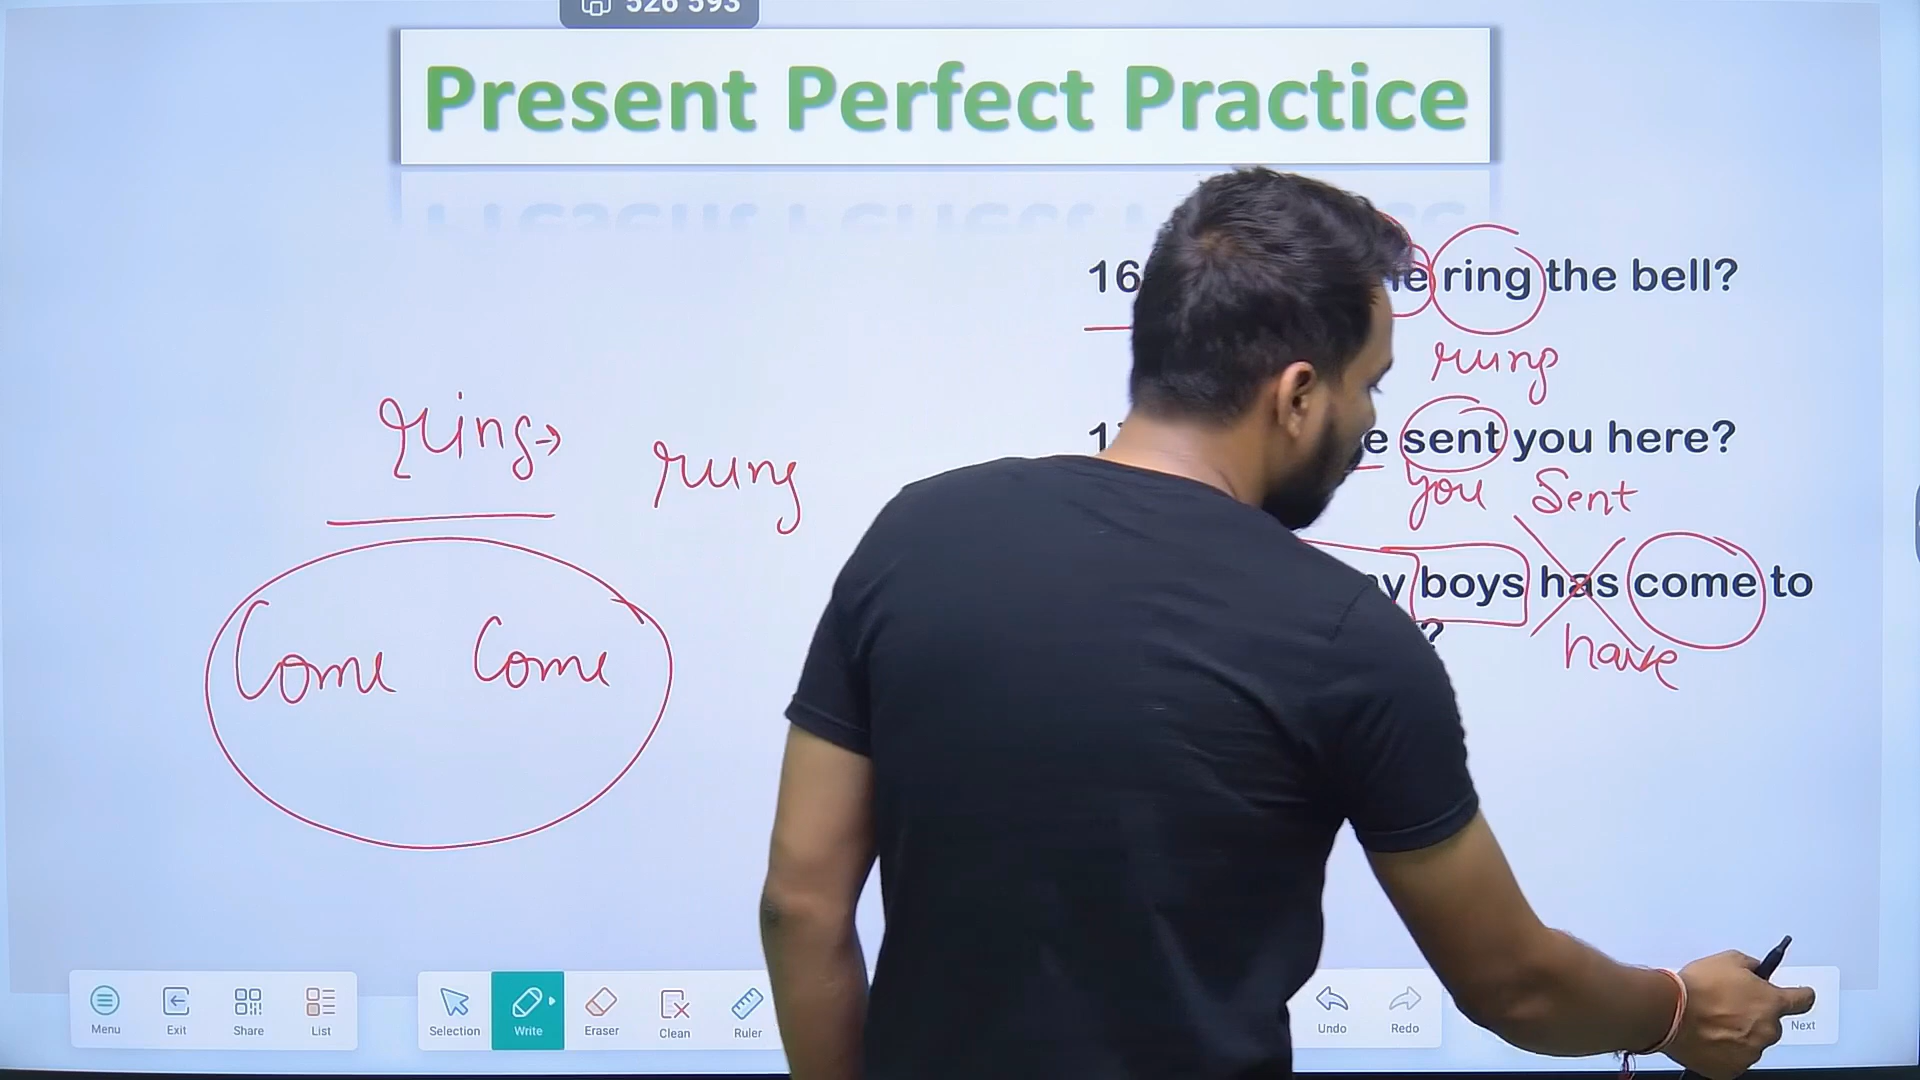 526 593
Present Perfect Practice
16 ring the bell?
rung
ring → rung
sent you here?
you sent
boys has come to
have
?
Come Come
Menu Exit Share List Selection Write Eraser Clean Ruler Undo Redo Next